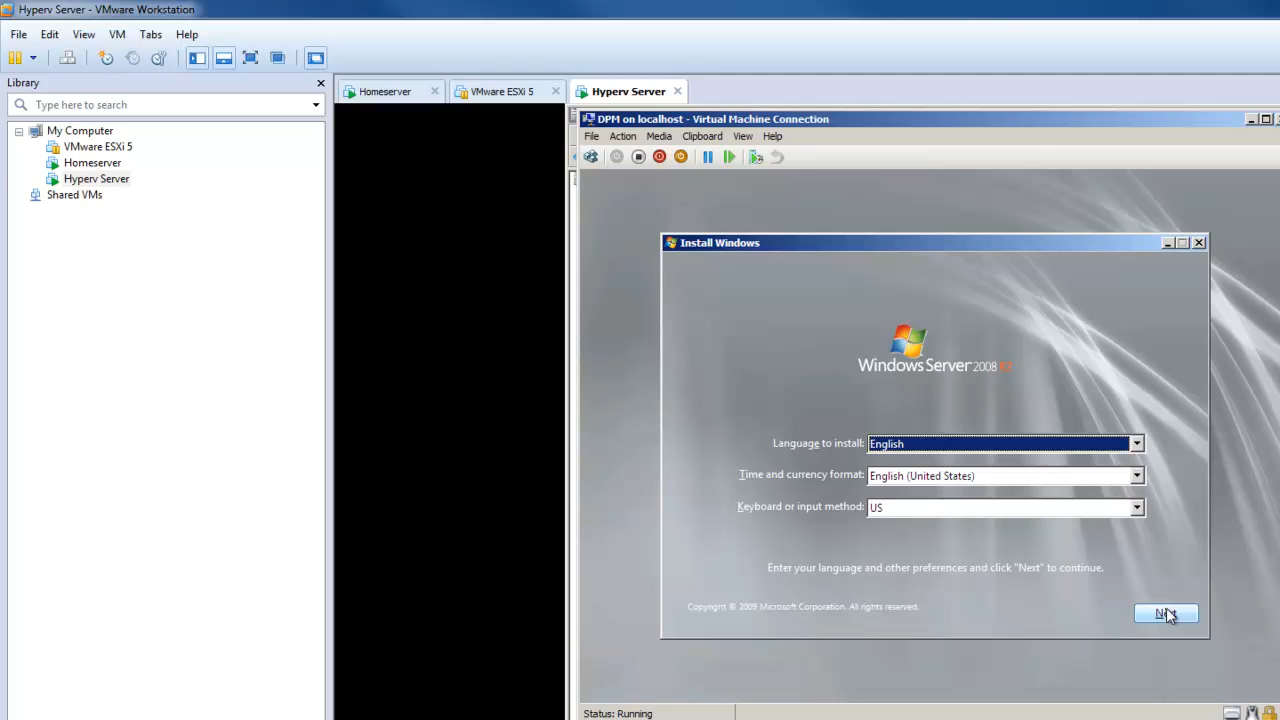 Hyperv Server - VMware Workstation
File Edit View VM Tabs Help
Library
Type here to search
My Computer
VMware ESXi 5
Homeserver
Hyperv Server
Shared VMs
Homeserver VMware ESXi 5 Hyperv Server
DPM on localhost - Virtual Machine Connection
File Action Media Clipboard View Help
Install Windows
Windows Server 2008 R2
Language to install: English
Time and currency format: English (United States)
Keyboard or input method: US
Enter your language and other preferences and click "Next" to continue.
Copyright © 2009 Microsoft Corporation. All rights reserved.
Next
Status: Running